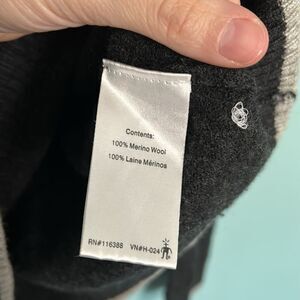 Contents:
100% Merino Wool
100% Laine Mérinos
RN#116388 VN#H-024